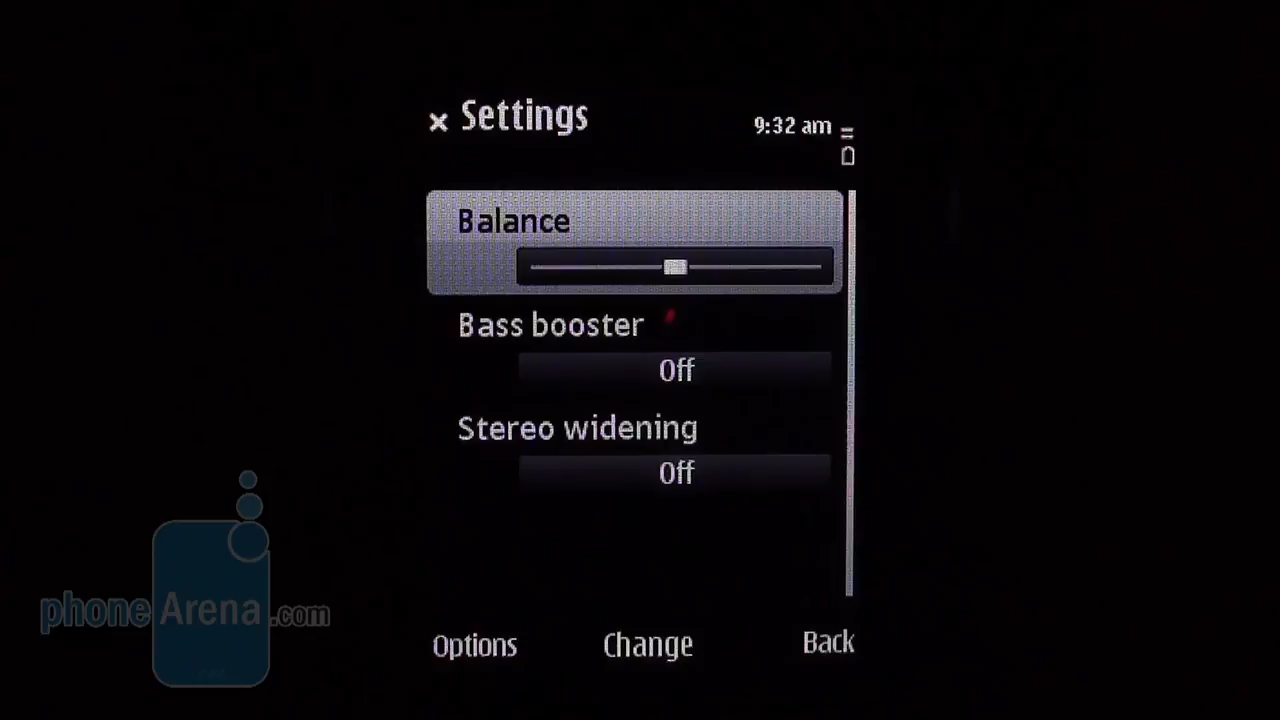 Settings
9:32 am
Balance
Bass booster
Off
Stereo widening
Off
phoneArena.com
Options Change Back